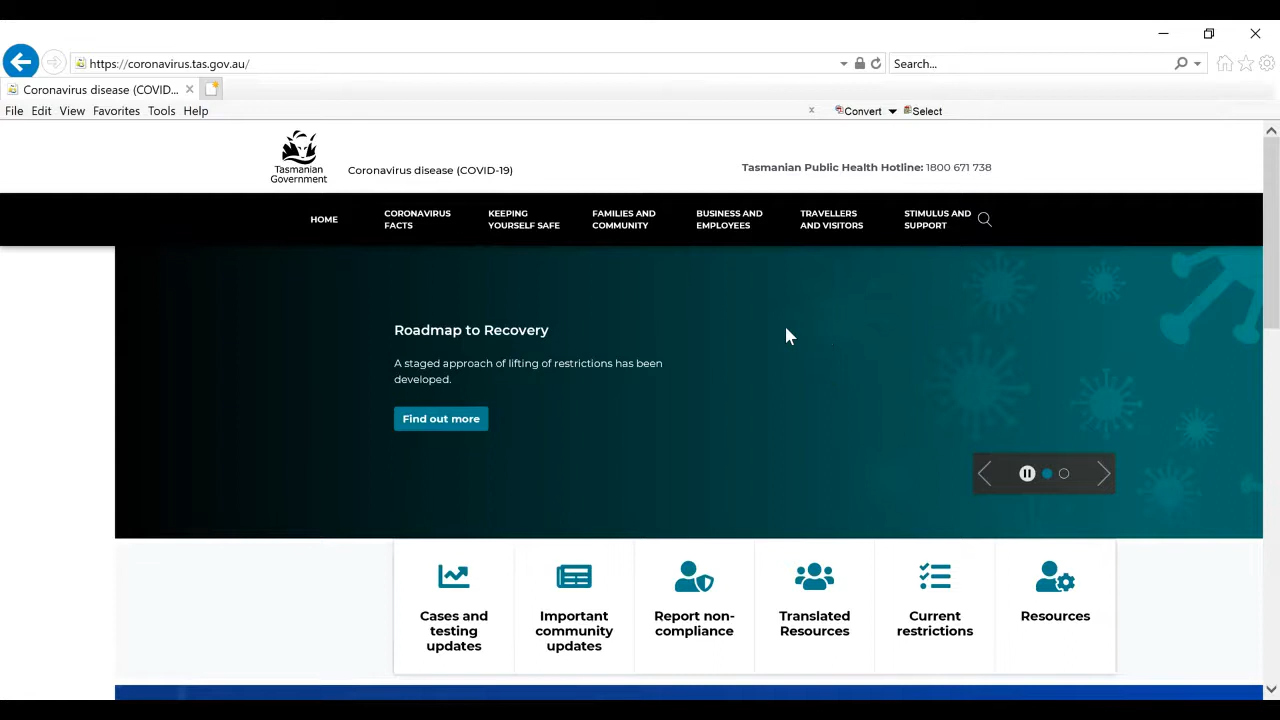 https://coronavirus.tas.gov.au/
Search...
Coronavirus disease (COVID...
File Edit View Favorites Tools Help
x Convert Select
Tasmanian
Government
Coronavirus disease (COVID-19)
Tasmanian Public Health Hotline: 1800 671 738
HOME
CORONAVIRUS
FACTS
KEEPING
YOURSELF SAFE
FAMILIES AND
COMMUNITY
BUSINESS AND
EMPLOYEES
TRAVELLERS
AND VISITORS
STIMULUS AND
SUPPORT
Roadmap to Recovery
A staged approach of lifting of restrictions has been
developed.
Find out more
Cases and
testing
updates
Important
community
updates
Report non-
compliance
Translated
Resources
Current
restrictions
Resources